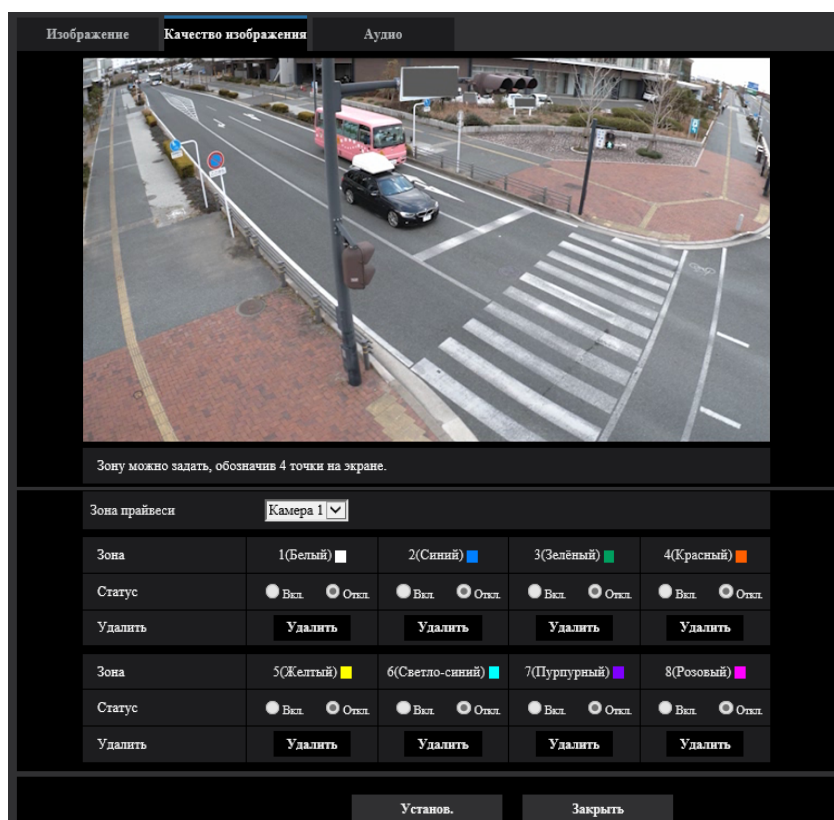 Изображение Качество изображения Аудио
Зону можно задать, обозначив 4 точки на экране.
Зона прайвеси Камера 1
Зона 1(Белый) 2(Синий) 3(Зелёный) 4(Красный)
Статус Вкл. Откл. Вкл. Откл. Вкл. Откл. Вкл. Откл.
Удалить Удалить Удалить Удалить Удалить
Зона 5(Желтый) 6(Светло-синий) 7(Пурпурный) 8(Розовый)
Статус Вкл. Откл. Вкл. Откл. Вкл. Откл. Вкл. Откл.
Удалить Удалить Удалить Удалить Удалить
Установ. Закрыть